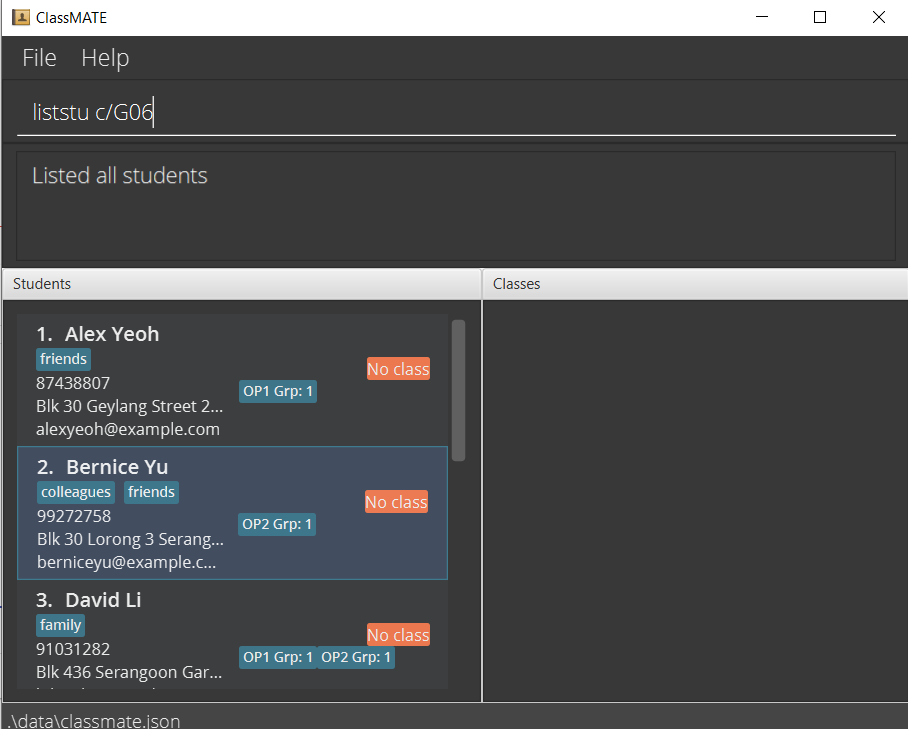 ClassMATE
File Help
liststu c/G06
Listed all students
Students
Classes
1. Alex Yeoh
friends
87438807
Blk 30 Geylang Street 2...
alexyeoh@example.com
OP1 Grp: 1
No class
2. Bernice Yu
colleagues friends
99272758
Blk 30 Lorong 3 Serang...
berniceyu@example.c...
OP2 Grp: 1
No class
3. David Li
family
91031282
Blk 436 Serangoon Gar...
OP1 Grp: 1 OP2 Grp: 1
No class
.\data\classmate.json